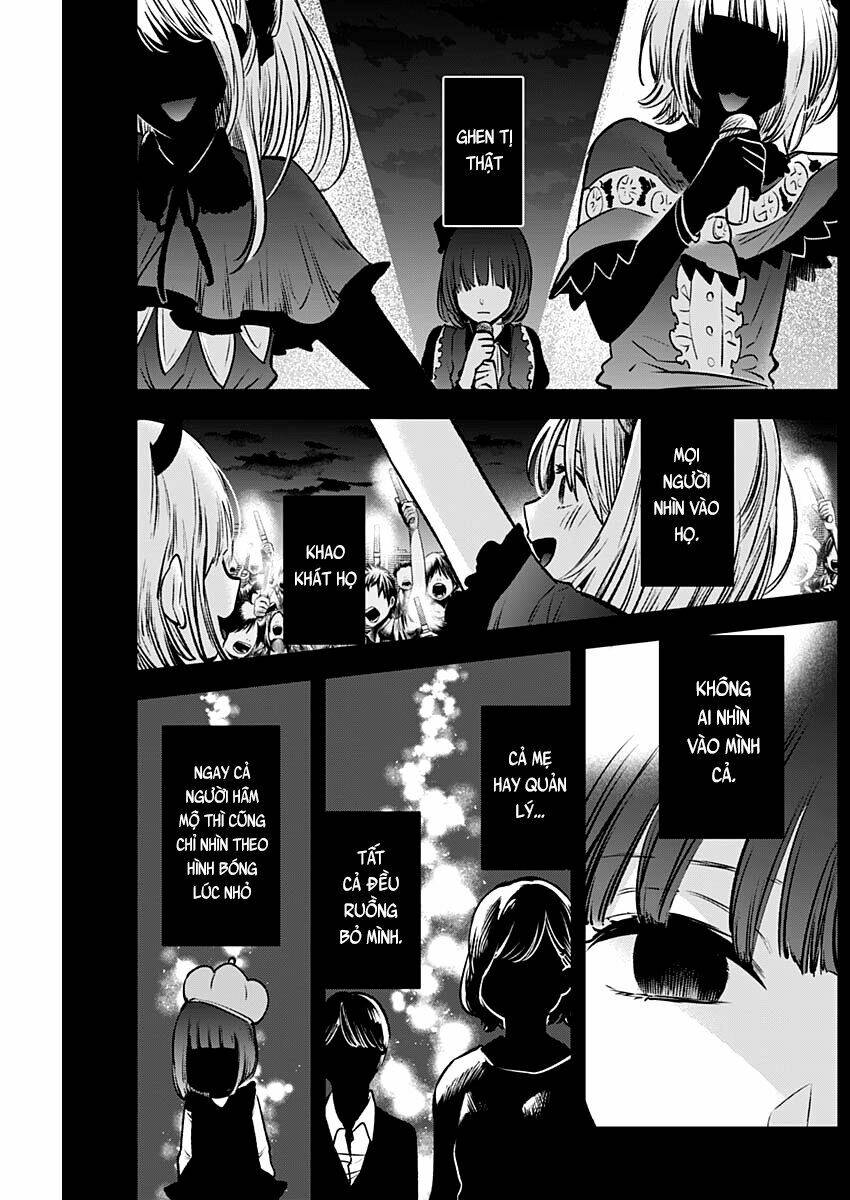 GHEN TỊ
THẬT
MỌI
NGƯỜI
NHÌN VÀO
HỌ.
KHAO
KHÁT HỌ
KHÔNG
AI NHÌN
VÀO MÌNH
CẢ.
CẢ MẸ
HAY QUẢN
LÝ...
TẤT
CẢ ĐỀU
RUỒNG
BỎ MÌNH.
NGAY CẢ
NGƯỜI HÂM
MỘ THÌ CŨNG
CHỈ NHÌN THEO
HÌNH BÓNG
LÚC NHỎ